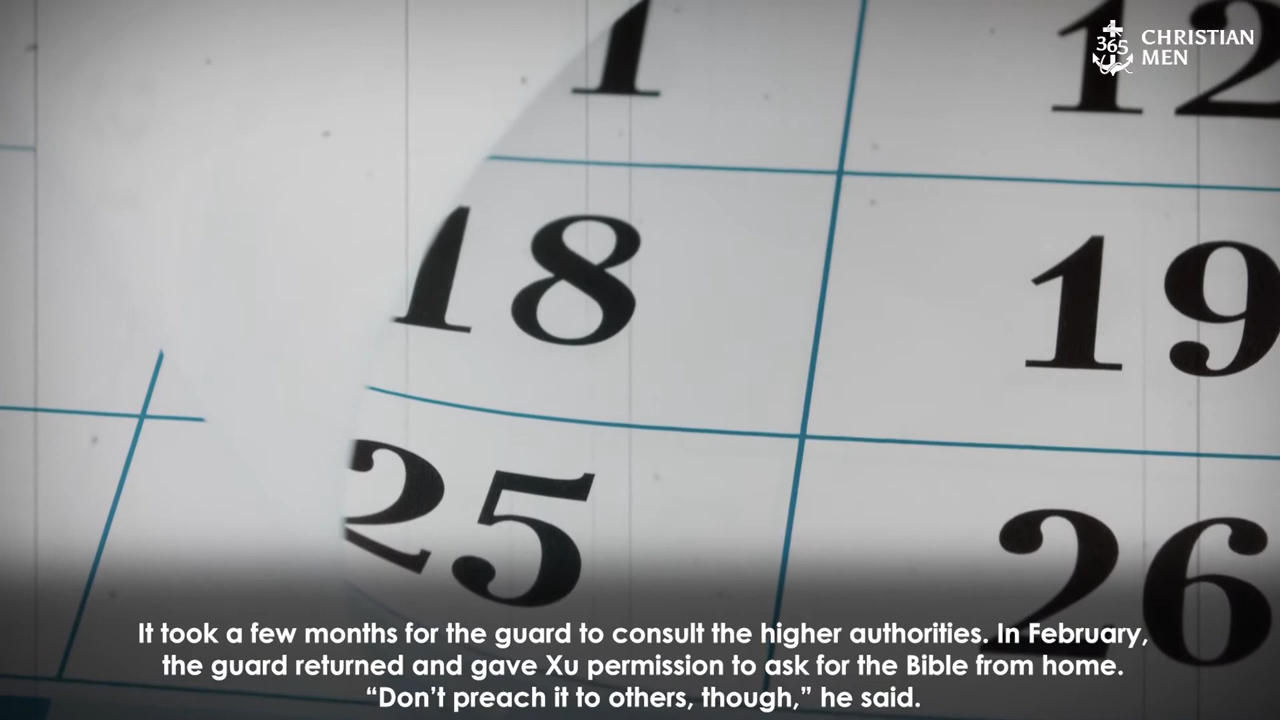 365
CHRISTIAN
MEN
1
12
18
19
25
26
It took a few months for the guard to consult the higher authorities. In February,
the guard returned and gave Xu permission to ask for the Bible from home.
“Don’t preach it to others, though,” he said.